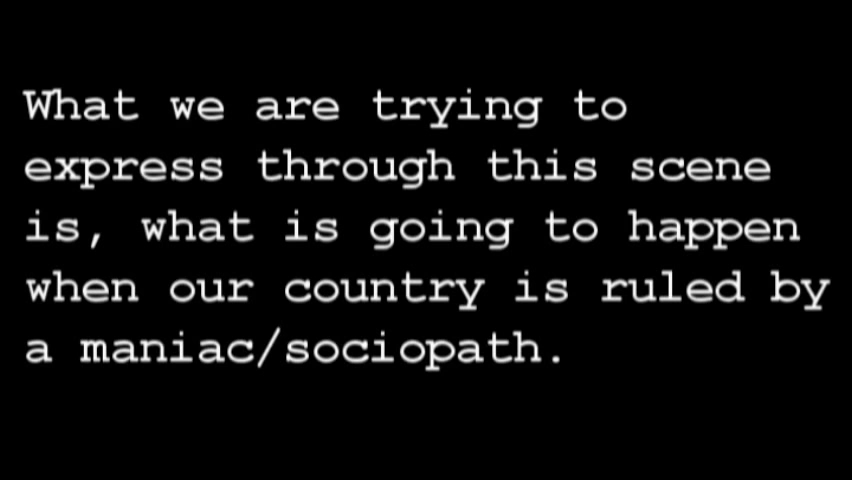 What we are trying to
express through this scene
is, what is going to happen
when our country is ruled by
a maniac/sociopath.